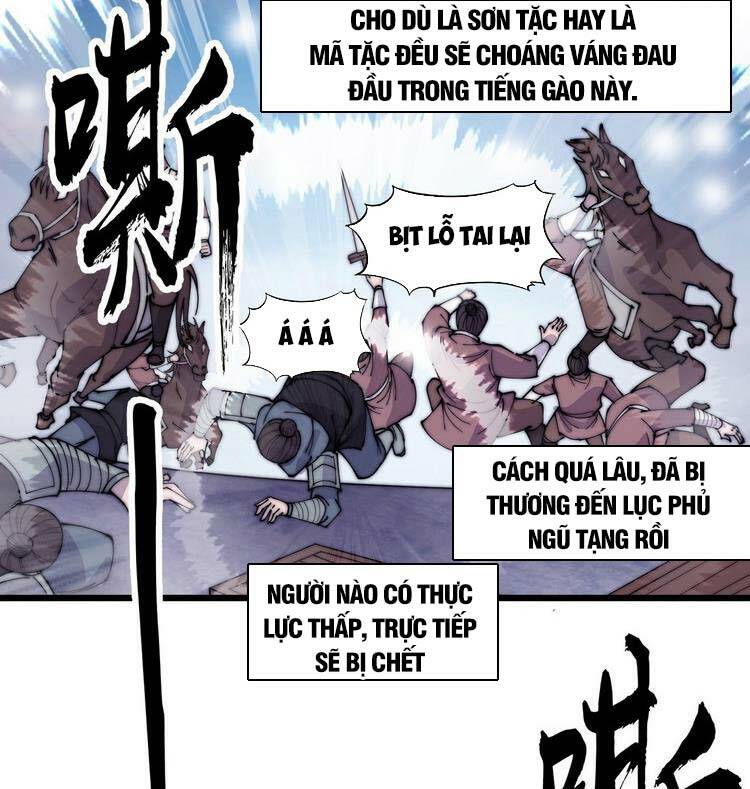 CHO DÙ LÀ SƠN TẶC HAY LÀ
MÃ TẶC ĐỀU SẼ CHOÁNG VÁNG ĐAU
ĐẦU TRONG TIẾNG GÀO NÀY.
嘶
BỊT LỖ TAI LẠI
Á Á Á
CÁCH QUÁ LÂU, ĐÃ BỊ
THƯƠNG ĐẾN LỤC PHỦ
NGŨ TẠNG RỒI
NGƯỜI NÀO CÓ THỰC
LỰC THẤP, TRỰC TIẾP
SẼ BỊ CHẾT
嘶